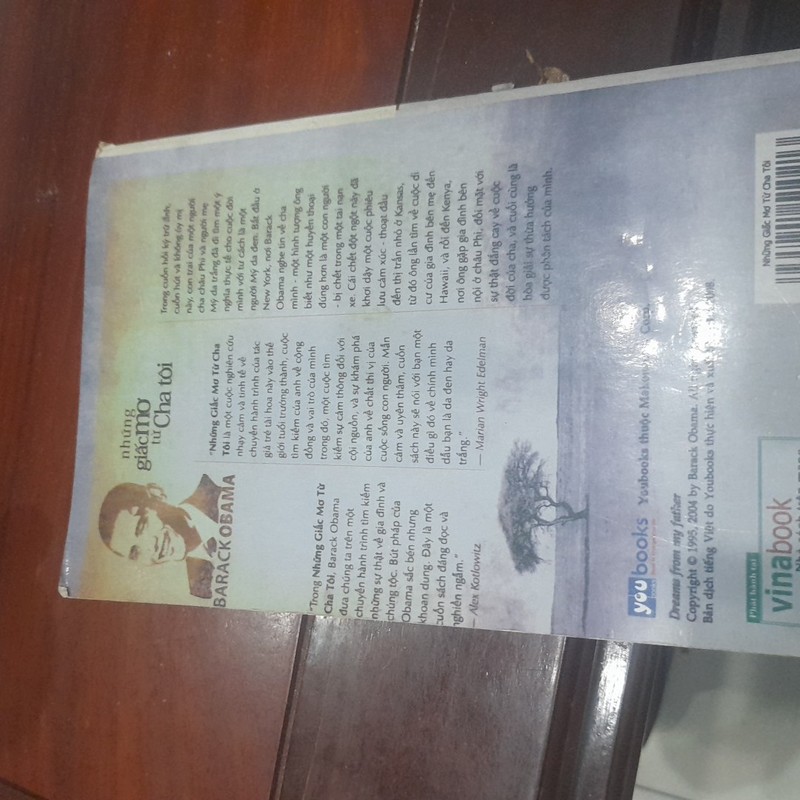 những
giấc mơ
từ
Cha tôi
BARACK OBAMA
"Trong Những Giấc Mơ Từ
Cha Tôi, Barack Obama
đưa chúng ta trên một
chuyến hành trình tìm kiếm
những sự thật về gia đình và
chủng tộc. Bút pháp của
Obama sắc bén nhưng
khoan dung. Đây là một
cuốn sách đáng đọc và
nghiền ngẫm."
— Alex Kotlowitz
"Những Giấc Mơ Từ Cha
Tôi là một cuộc nghiên cứu
nhạy cảm và tinh tế về
chuyến hành trình của tác
giả trẻ tài hoa này vào thế
giới tuổi trưởng thành, cuộc
tìm kiếm của anh về cộng
đồng và vai trò của mình
trong đó, một cuộc tìm
kiếm sự cảm thông đối với
cội nguồn, và sự khám phá
của anh về chất thi vị của
cuộc sống con người. Mẫn
cảm và uyên thâm, cuốn
sách này sẽ nói với bạn một
điều gì đó về chính mình
dẫu bạn là da đen hay da
trắng."
— Marian Wright Edelman
Trong cuốn hồi ký trữ tình,
cuốn hút và không ủy mị
này, con trai của một người
cha châu Phi và người mẹ
Mỹ da trắng đã đi tìm một ý
nghĩa thực tế cho cuộc đời
mình với tư cách là một
người Mỹ da đen. Bắt đầu ở
New York, nơi Barack
Obama nghe tin về cha
mình - một hình tượng ông
biết như một huyền thoại
đúng hơn là một con người
- bị chết trong một tai nạn
xe. Cái chết đột ngột này đã
khơi dậy một cuộc phiêu
lưu cảm xúc - thoạt đầu
đến thị trấn nhỏ ở Kansas,
từ đó ông lần tìm về cuộc di
cư của gia đình bên mẹ đến
Hawaii, và rồi đến Kenya,
nơi ông gặp gia đình bên
nội ở châu Phi, đối mặt với
sự thật đắng cay về cuộc
đời của cha, và cuối cùng là
hòa giải sự thừa hưởng
được phân tách của mình.
youbooks Youbooks thuộc
Dreams from my father
Copyright © 1995, 2004 by Barack Obama. All
Bản dịch tiếng Việt do Youbooks thực hiện và
Phát hành tại
vinabook
Những Giấc Mơ Từ Cha Tôi